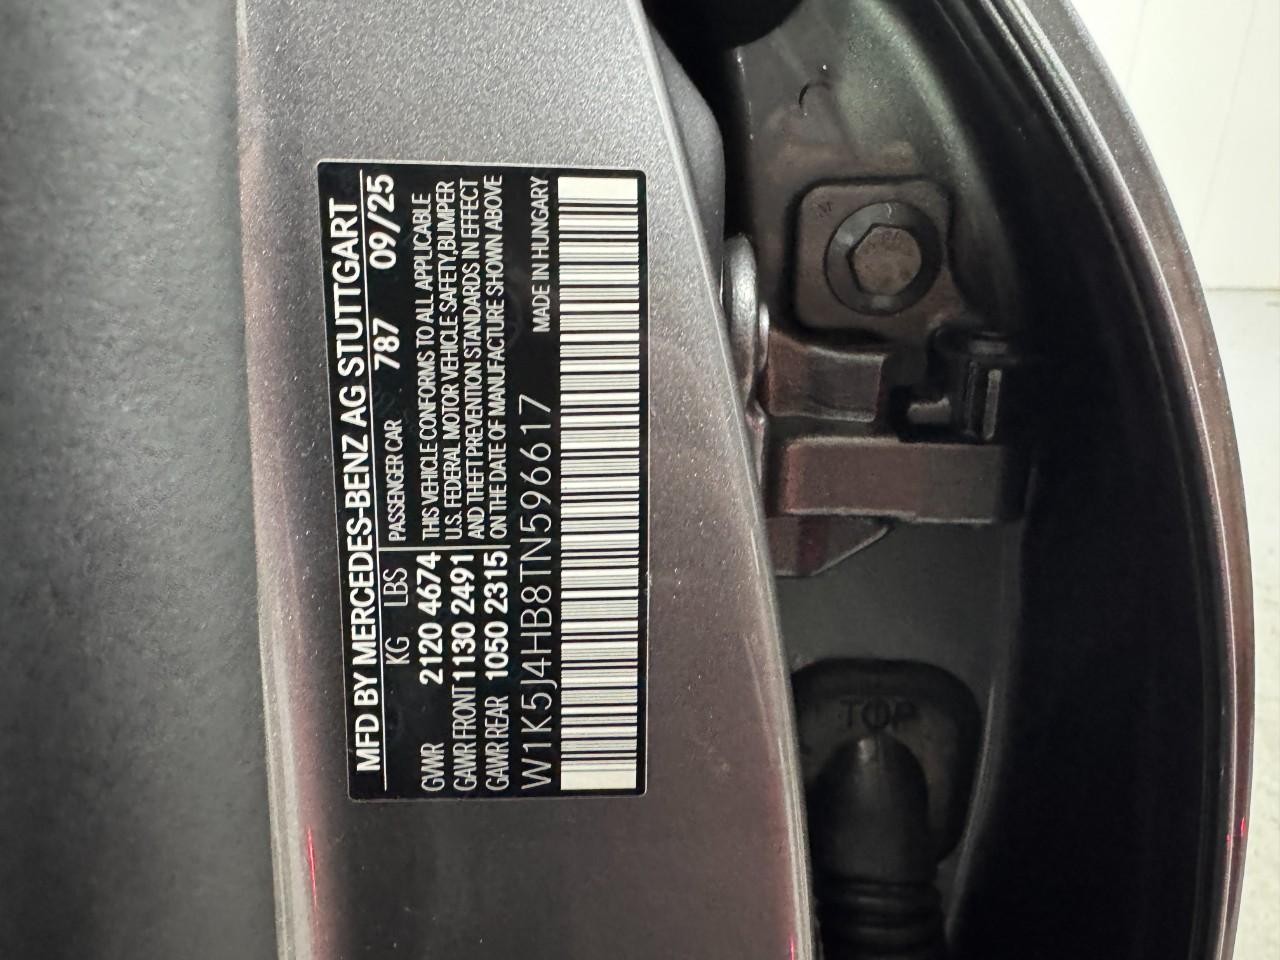 MFD BY MERCEDES-BENZ AG STUTTGART
KG LBS PASSENGER CAR 787 09/25
GVWR 2120 4674 THIS VEHICLE CONFORMS TO ALL APPLICABLE
GAWR FRONT 1130 2491 U.S. FEDERAL MOTOR VEHICLE SAFETY, BUMPER
AND THEFT PREVENTION STANDARDS IN EFFECT
GAWR REAR 1050 2315 ON THE DATE OF MANUFACTURE SHOWN ABOVE
W1K5J4HB8TN596617 MADE IN HUNGARY
TOP